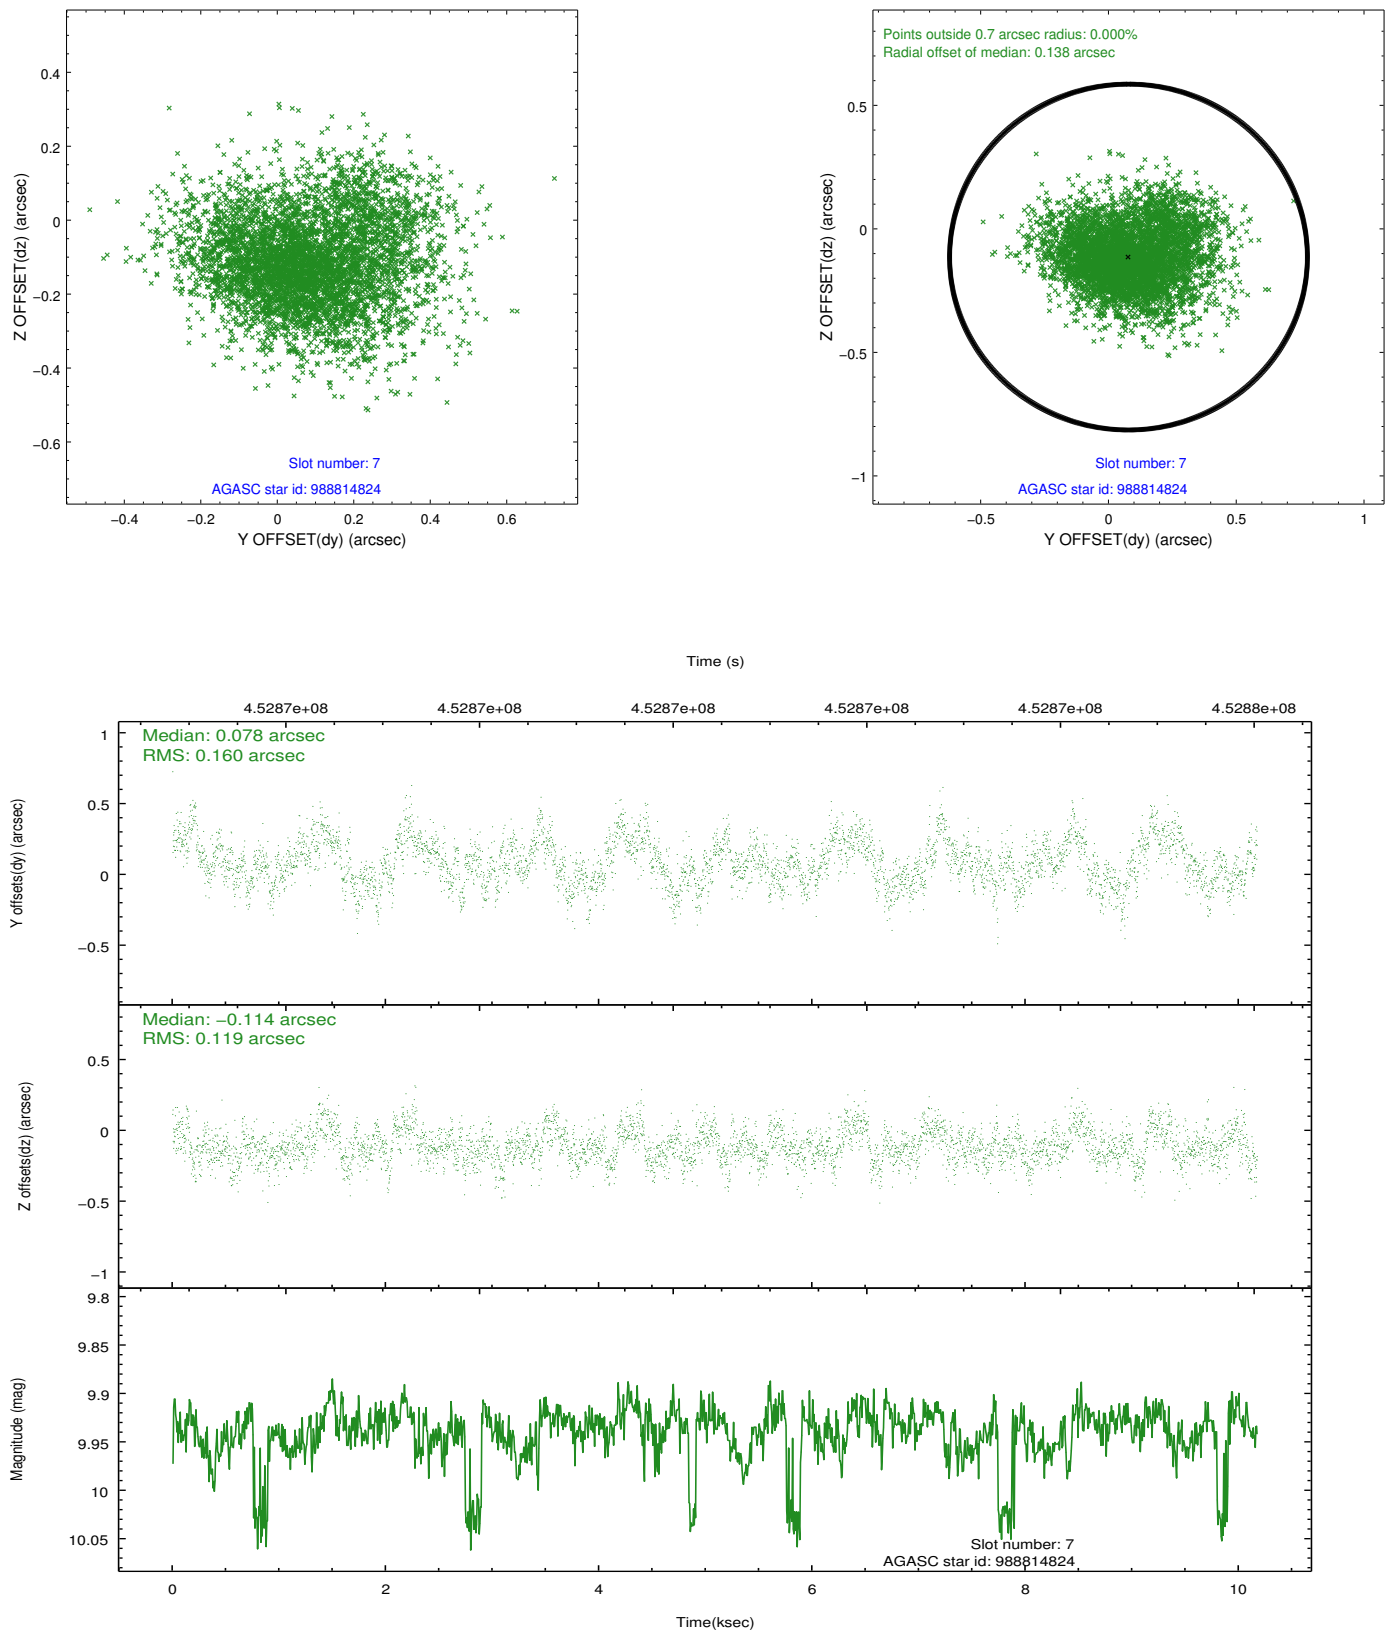 0.4
0.2
0
−0.2
−0.4
−0.6
Z OFFSET(dz) (arcsec)
Slot number: 7
AGASC star id: 988814824
−0.4 −0.2 0 0.2 0.4 0.6
Y OFFSET(dy) (arcsec)
Points outside 0.7 arcsec radius: 0.000%
Radial offset of median: 0.138 arcsec
0.5
0
−0.5
−1
Z OFFSET(dz) (arcsec)
Slot number: 7
AGASC star id: 988814824
−0.5 0 0.5 1
Y OFFSET(dy) (arcsec)
Time (s)
4.5287e+08 4.5287e+08 4.5287e+08 4.5287e+08 4.5287e+08 4.5288e+08
Median: 0.078 arcsec
RMS: 0.160 arcsec
1
0.5
0
−0.5
Y offsets(dy) (arcsec)
Median: −0.114 arcsec
RMS: 0.119 arcsec
0.5
0
−0.5
−1
Z offsets(dz) (arcsec)
9.8
9.85
9.9
9.95
10
10.05
Magnitude (mag)
Slot number: 7
AGASC star id: 988814824
0 2 4 6 8 10
Time(ksec)